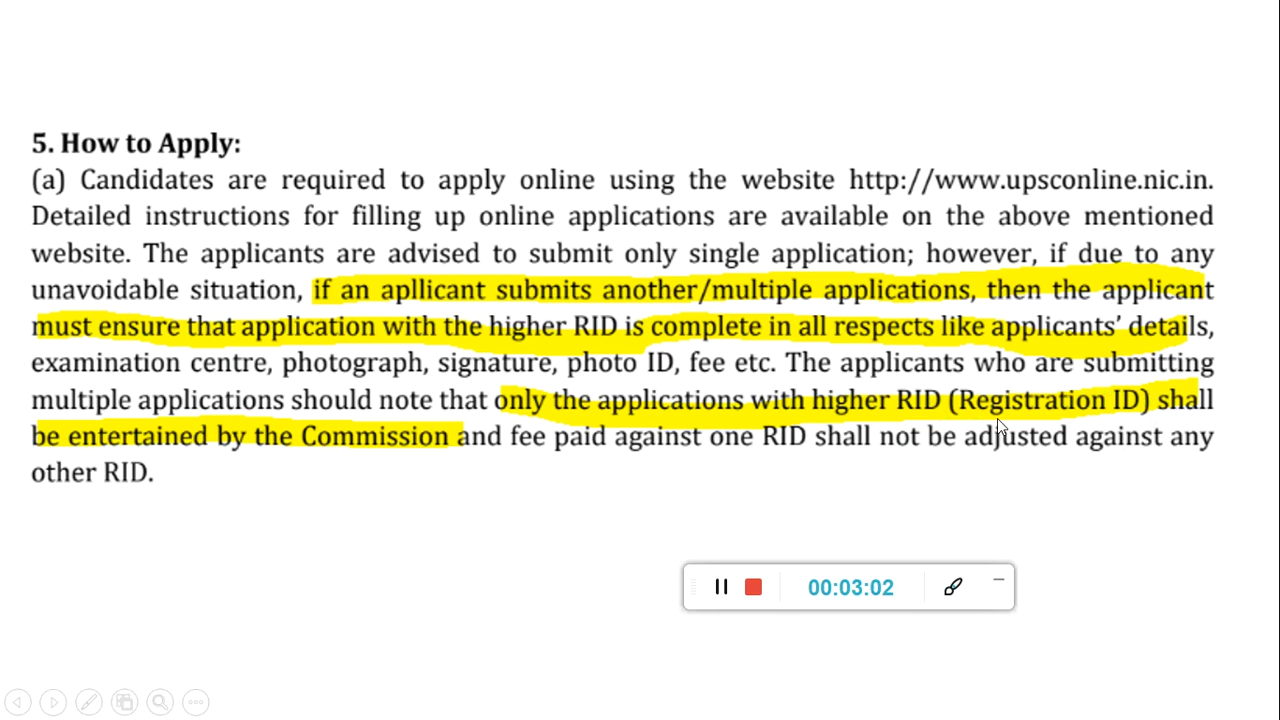 5. How to Apply:
(a) Candidates are required to apply online using the website http://www.upsconline.nic.in.
Detailed instructions for filling up online applications are available on the above mentioned
website. The applicants are advised to submit only single application; however, if due to any
unavoidable situation, if an apllicant submits another/multiple applications, then the applicant
must ensure that application with the higher RID is complete in all respects like applicants’ details,
examination centre, photograph, signature, photo ID, fee etc. The applicants who are submitting
multiple applications should note that only the applications with higher RID (Registration ID) shall
be entertained by the Commission and fee paid against one RID shall not be adjusted against any
other RID.
00:03:02